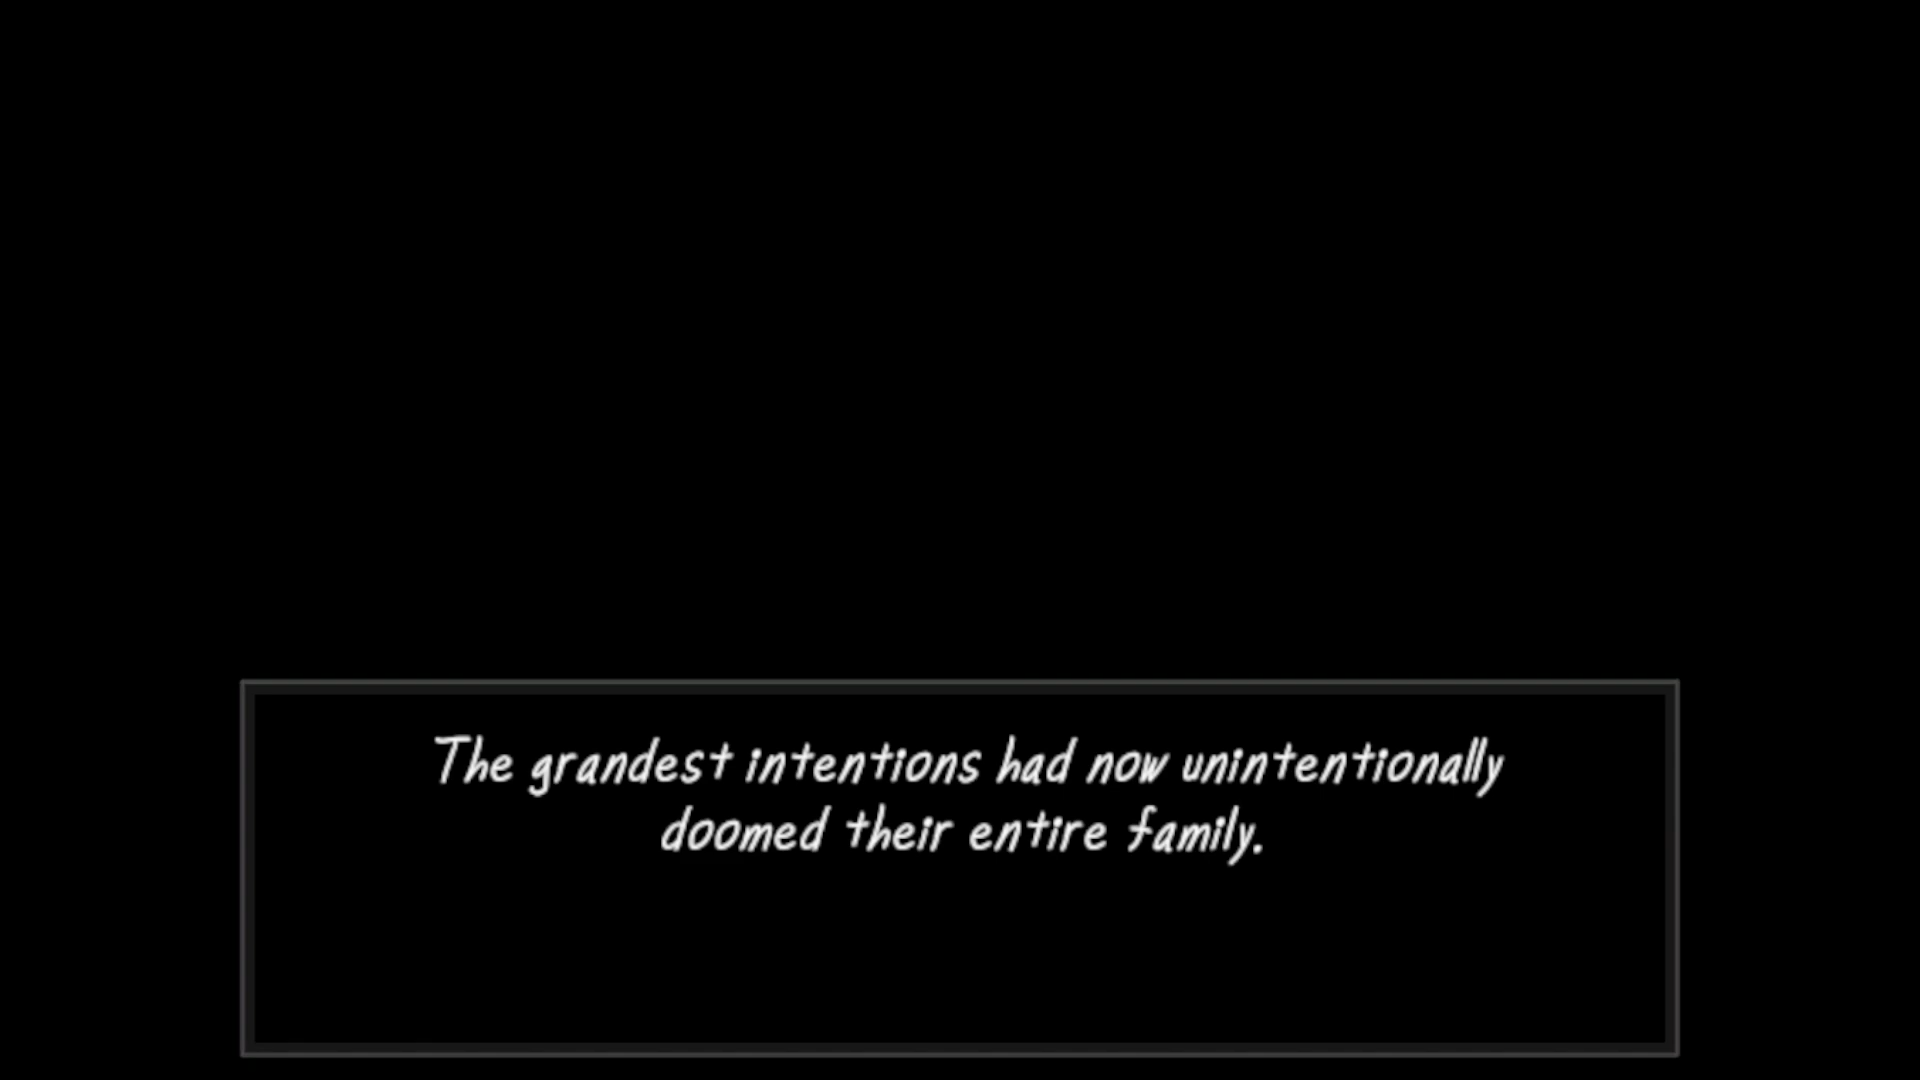 The grandest intentions had now unintentionally
doomed their entire family.